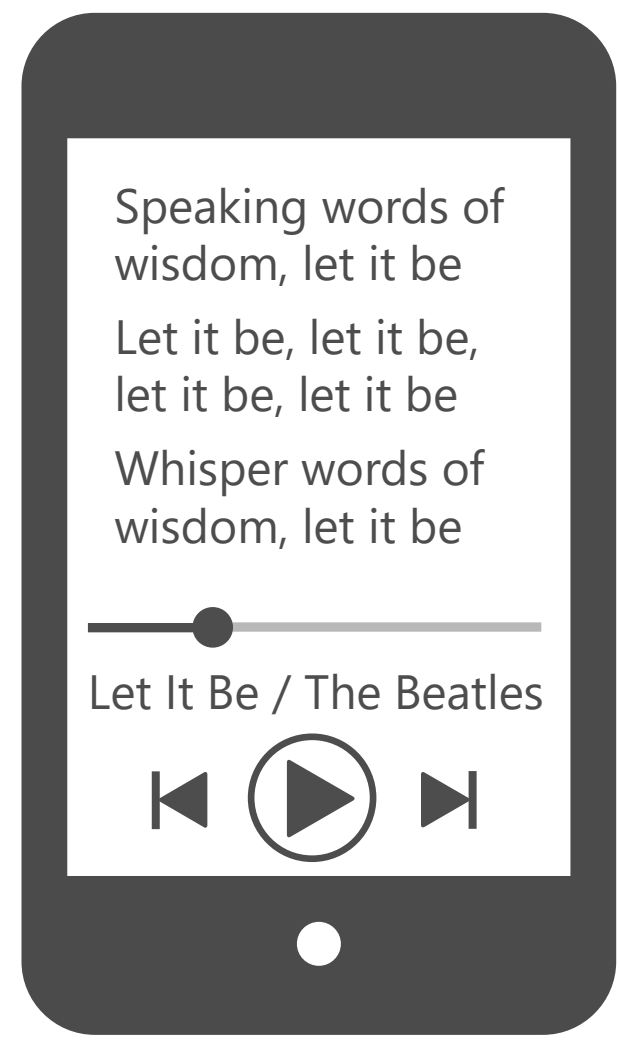 Speaking words of
wisdom, let it be
Let it be, let it be,
let it be, let it be
Whisper words of
wisdom, let it be
Let It Be / The Beatles